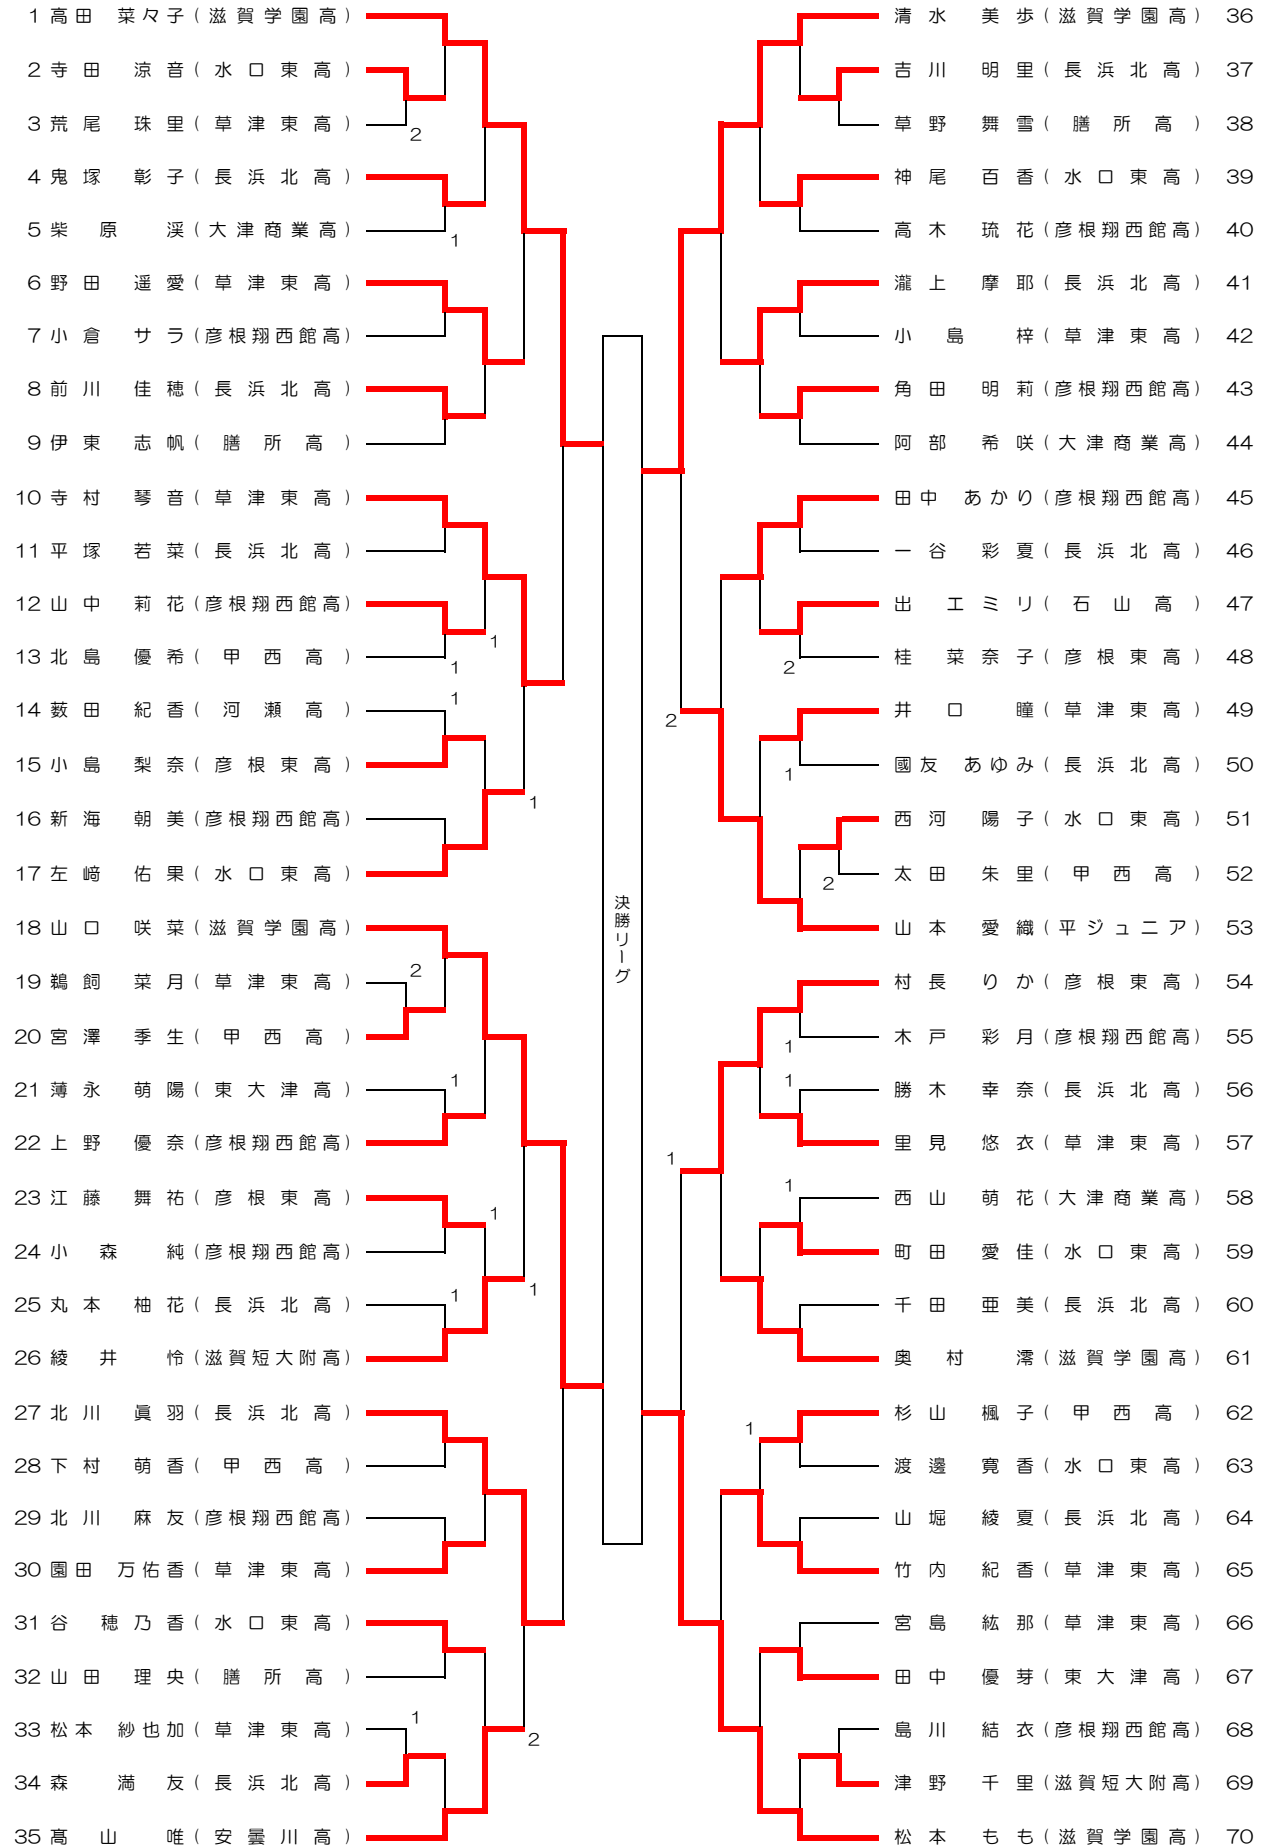 1 高田 菜々子 (滋賀学園高)
2 寺田 涼音 (水口東高)
3 荒尾 珠里 (草津東高)
2
4 鬼塚 彰子 (長浜北高)
5 柴原 渓 (大津商業高)
1
6 野田 遥愛 (草津東高)
7 小倉 サラ (彦根翔西館高)
8 前川 佳穂 (長浜北高)
9 伊東 志帆 (膳所高)
10 寺村 琴音 (草津東高)
11 平塚 若菜 (長浜北高)
12 山中 莉花 (彦根翔西館高)
1
13 北島 優希 (甲西高)
1
1
14 薮田 紀香 (河瀬高)
15 小島 梨奈 (彦根東高)
1
16 新海 朝美 (彦根翔西館高)
17 左﨑 佑果 (水口東高)
18 山口 咲菜 (滋賀学園高)
2
19 鵜飼 菜月 (草津東高)
20 宮澤 季生 (甲西高)
1
21 薄永 萌陽 (東大津高)
22 上野 優奈 (彦根翔西館高)
23 江藤 舞祐 (彦根東高)
1
24 小森 純 (彦根翔西館高)
1
1
25 丸本 柚花 (長浜北高)
26 綾井 怜 (滋賀短大附高)
27 北川 眞羽 (長浜北高)
28 下村 萌香 (甲西高)
29 北川 麻友 (彦根翔西館高)
30 園田 万佑香 (草津東高)
31 谷 穂乃香 (水口東高)
32 山田 理央 (膳所高)
1
33 松本 紗也加 (草津東高)
2
34 森 満友 (長浜北高)
35 髙山 唯 (安曇川高)
決勝リーグ
清水 美歩 (滋賀学園高) 36
吉川 明里 (長浜北高) 37
草野 舞雪 (膳所高) 38
神尾 百香 (水口東高) 39
高木 琉花 (彦根翔西館高) 40
瀧上 摩耶 (長浜北高) 41
小島 梓 (草津東高) 42
角田 明莉 (彦根翔西館高) 43
阿部 希咲 (大津商業高) 44
田中 あかり (彦根翔西館高) 45
一谷 彩夏 (長浜北高) 46
出 エミリ (石山高) 47
桂 菜奈子 (彦根東高) 48
2
井口 瞳 (草津東高) 49
2
國友 あゆみ (長浜北高) 50
1
西河 陽子 (水口東高) 51
太田 朱里 (甲西高) 52
2
山本 愛織 (平ジュニア) 53
村長 りか (彦根東高) 54
木戸 彩月 (彦根翔西館高) 55
1
1
勝木 幸奈 (長浜北高) 56
里見 悠衣 (草津東高) 57
1
1
西山 萌花 (大津商業高) 58
町田 愛佳 (水口東高) 59
千田 亜美 (長浜北高) 60
奥村 澪 (滋賀学園高) 61
杉山 楓子 (甲西高) 62
1
渡邊 寛香 (水口東高) 63
山堀 綾夏 (長浜北高) 64
竹内 紀香 (草津東高) 65
宮島 紘那 (草津東高) 66
田中 優芽 (東大津高) 67
島川 結衣 (彦根翔西館高) 68
津野 千里 (滋賀短大附高) 69
松本 もも (滋賀学園高) 70